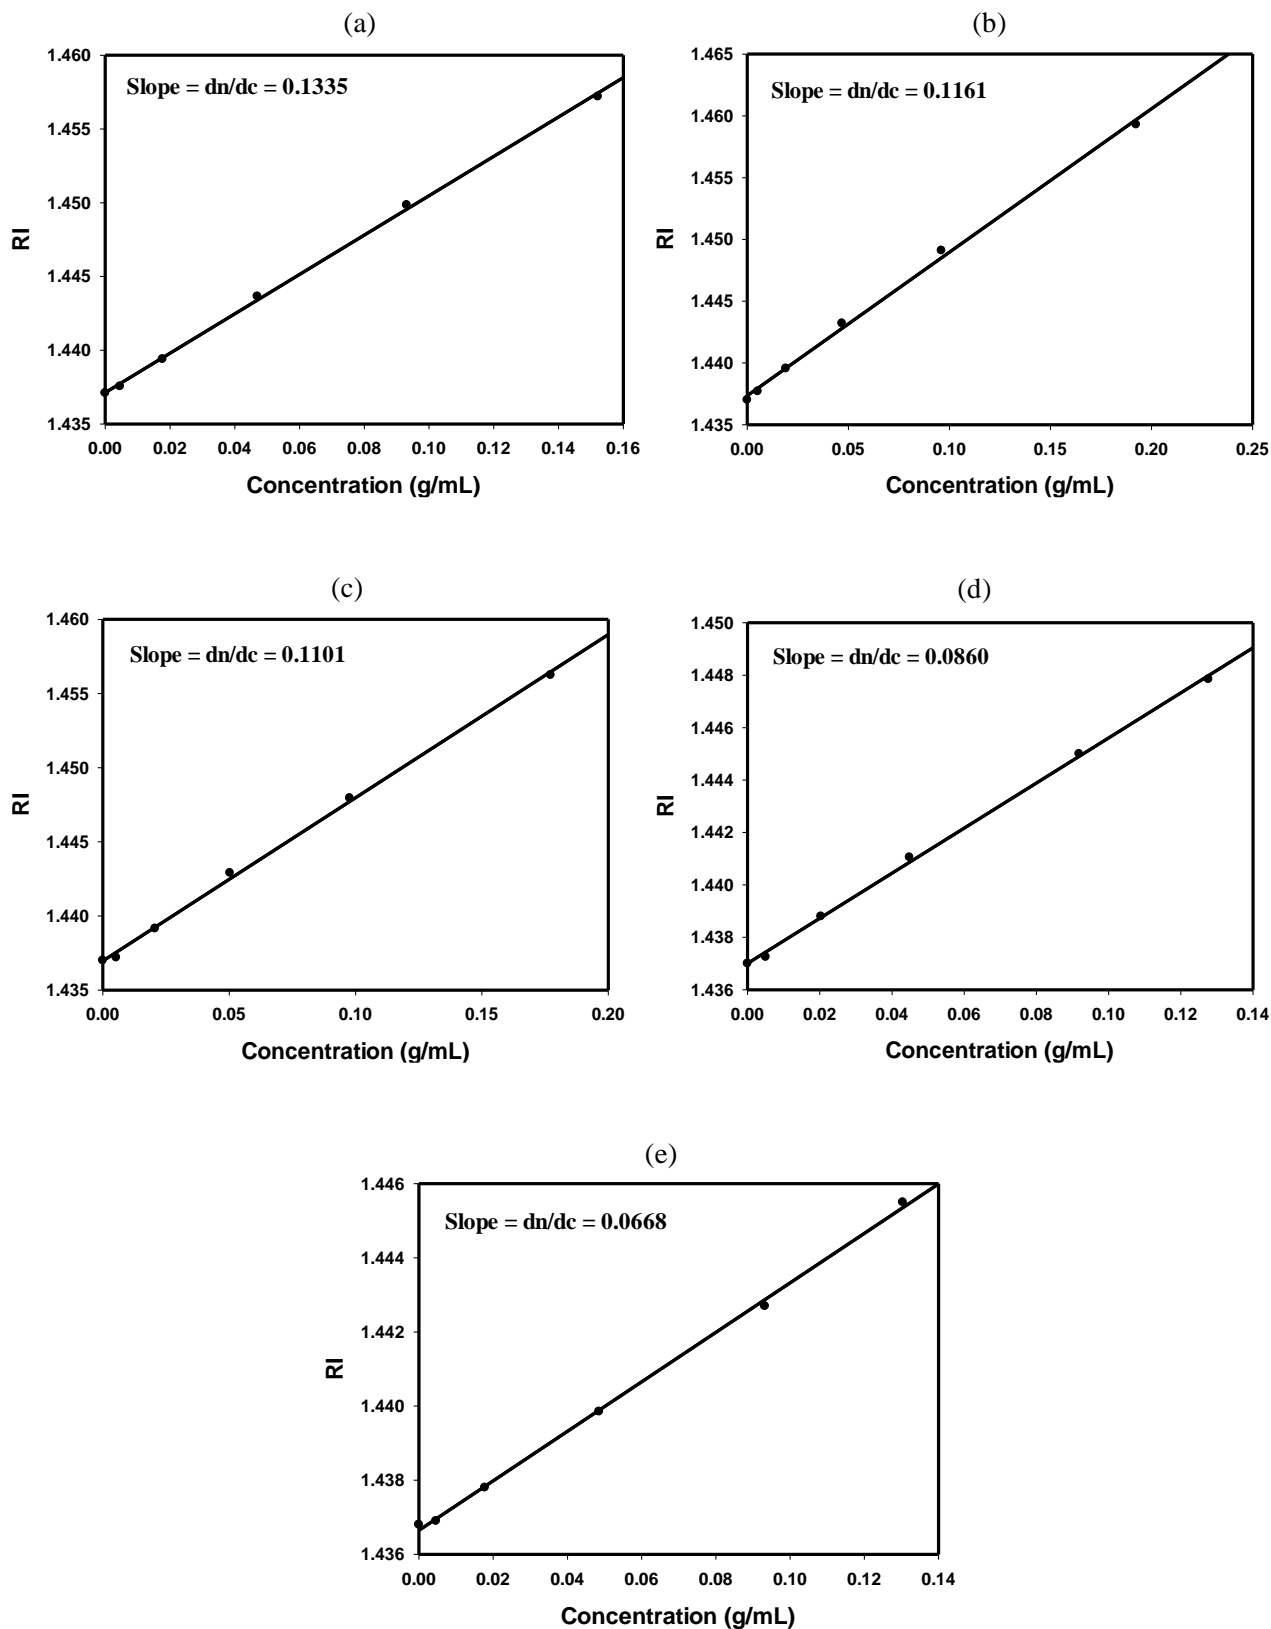 (a)
1.460
1.455
1.450
1.445
1.440
1.435
RI
Slope = dn/dc = 0.1335
0.00 0.02 0.04 0.06 0.08 0.10 0.12 0.14 0.16
Concentration (g/mL)
(b)
1.465
1.460
1.455
1.450
1.445
1.440
1.435
RI
Slope = dn/dc = 0.1161
0.00 0.05 0.10 0.15 0.20 0.25
Concentration (g/mL)
(c)
1.460
1.455
1.450
1.445
1.440
1.435
RI
Slope = dn/dc = 0.1101
0.00 0.05 0.10 0.15 0.20
Concentration (g/mL)
(d)
1.450
1.448
1.446
1.444
1.442
1.440
1.438
1.436
RI
Slope = dn/dc = 0.0860
0.00 0.02 0.04 0.06 0.08 0.10 0.12 0.14
Concentration (g/mL)
(e)
1.446
1.444
1.442
1.440
1.438
1.436
RI
Slope = dn/dc = 0.0668
0.00 0.02 0.04 0.06 0.08 0.10 0.12 0.14
Concentration (g/mL)